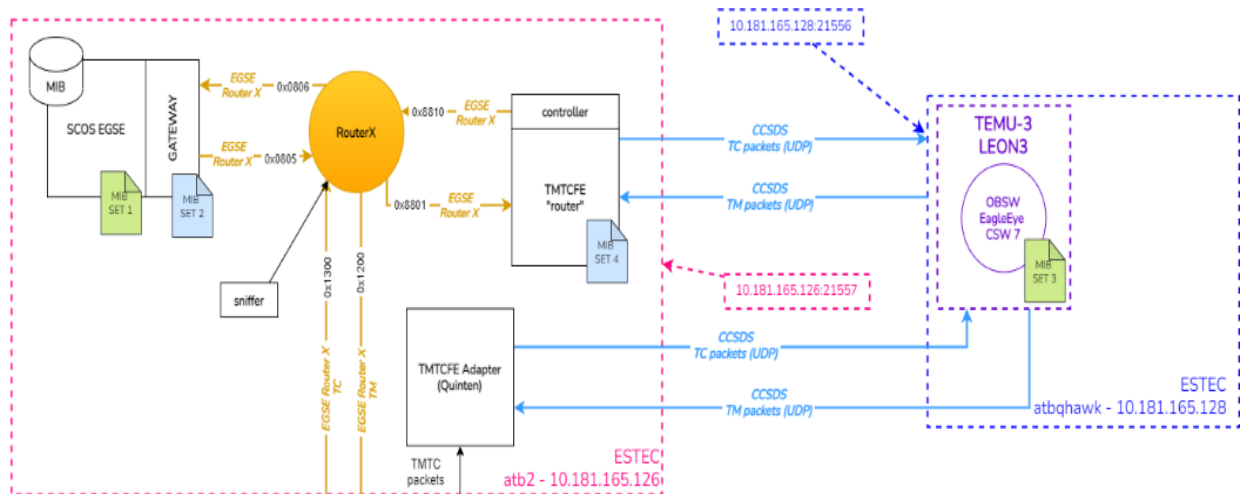 10.181.165.128:21556
MIB
SCOS EGSE
GATEWAY
EGSE
Router X
0x0806
EGSE
Router X
0x0805
MIB
SET 1
MIB
SET 2
RouterX
0x8810
EGSE
Router X
controller
0x8801
EGSE
Router X
TMTCFE
"router"
MIB
SET 4
CCSDS
TC packets (UDP)
CCSDS
TM packets (UDP)
TEMU-3
LEON3
OBSW
EagleEye
CSW 7
MIB
SET 3
sniffer
0x1300
0x1200
EGSE Router X
TC
EGSE Router X
TM
10.181.165.126:21557
TMTCFE Adapter
(Quinten)
CCSDS
TC packets (UDP)
CCSDS
TM packets (UDP)
TMTC
packets
ESTEC
atb2 - 10.181.165.126
ESTEC
atbqhawk - 10.181.165.128